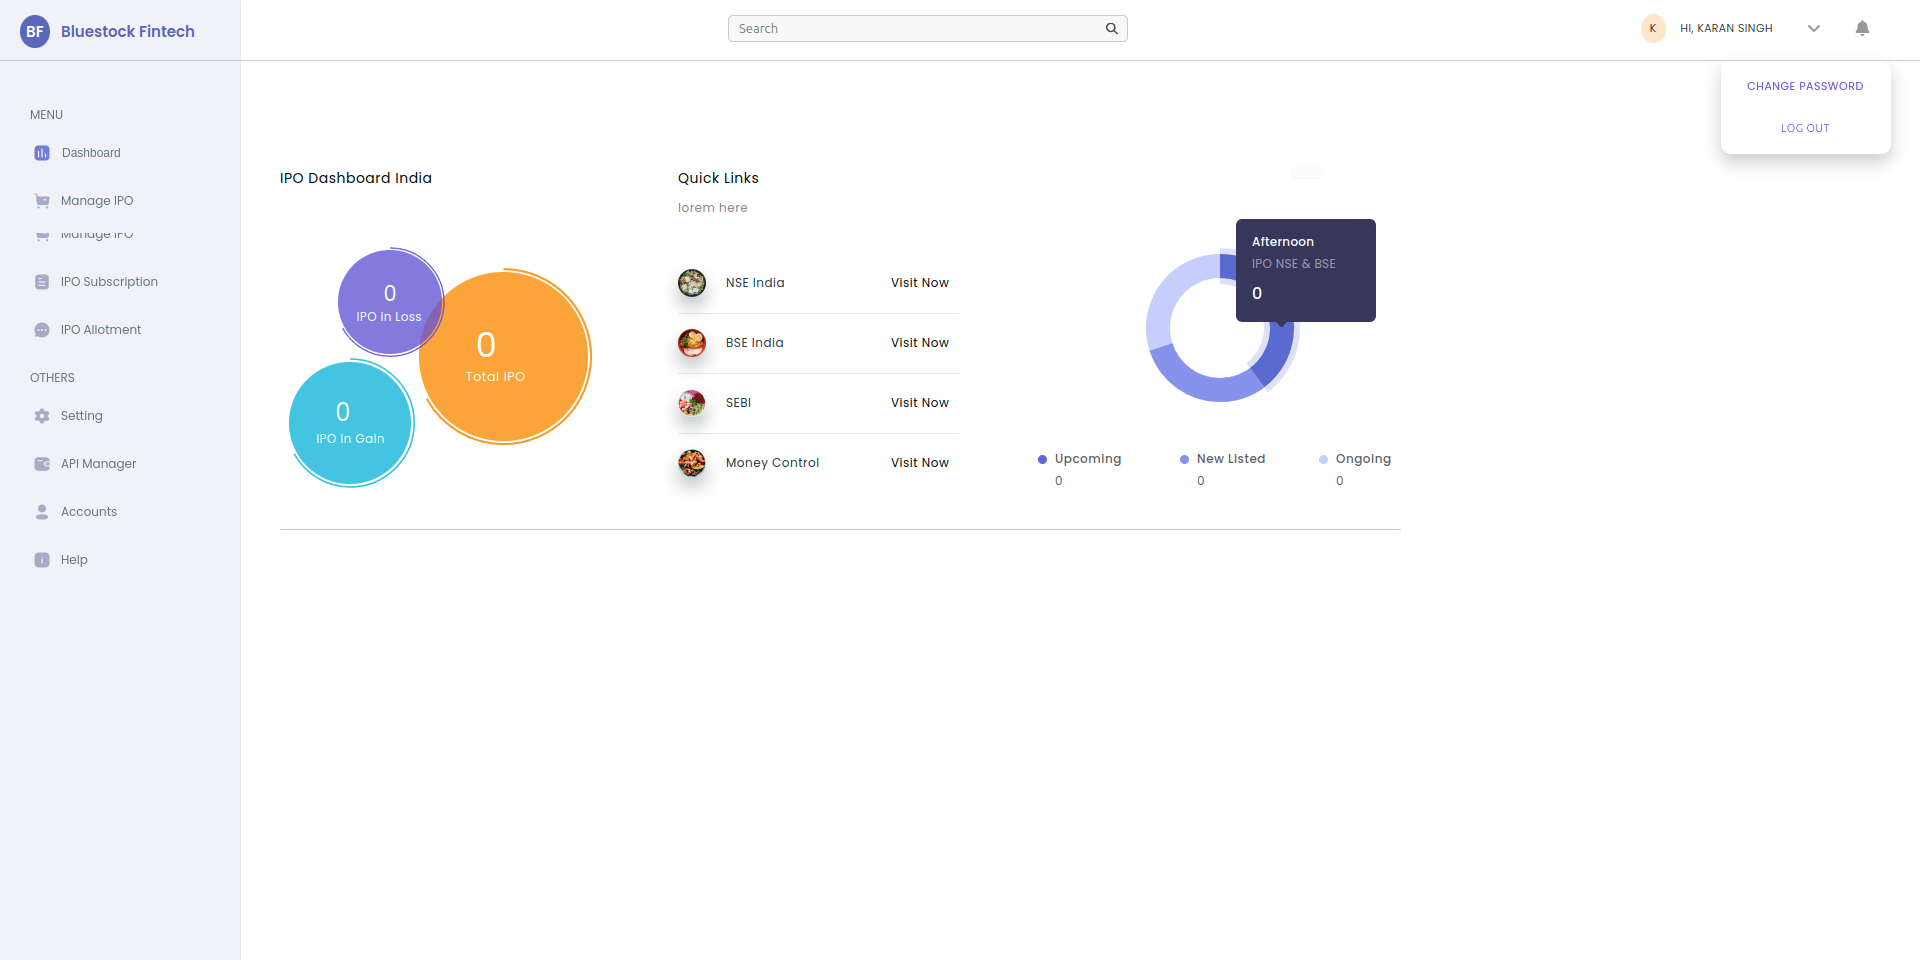 BF Bluestock Fintech
Search
K HI, KARAN SINGH
CHANGE PASSWORD
LOG OUT
MENU
Dashboard
Manage IPO
Manage IPO
IPO Subscription
IPO Allotment
OTHERS
Setting
API Manager
Accounts
Help
IPO Dashboard India
0
IPO in Loss
0
Total IPO
0
IPO in Gain
Quick Links
lorem here
NSE India Visit Now
BSE India Visit Now
SEBI Visit Now
Money Control Visit Now
Afternoon
IPO NSE & BSE
0
Upcoming New Listed Ongoing
0 0 0